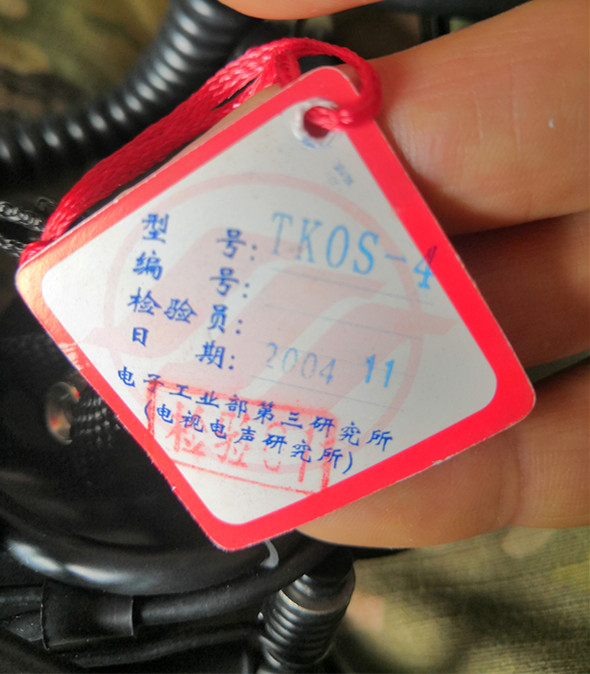 型 号: TKOS-4
编 号:
检验员:
日 期: 2004 11
电子工业部第三研究所
(电视电声研究所)
检验